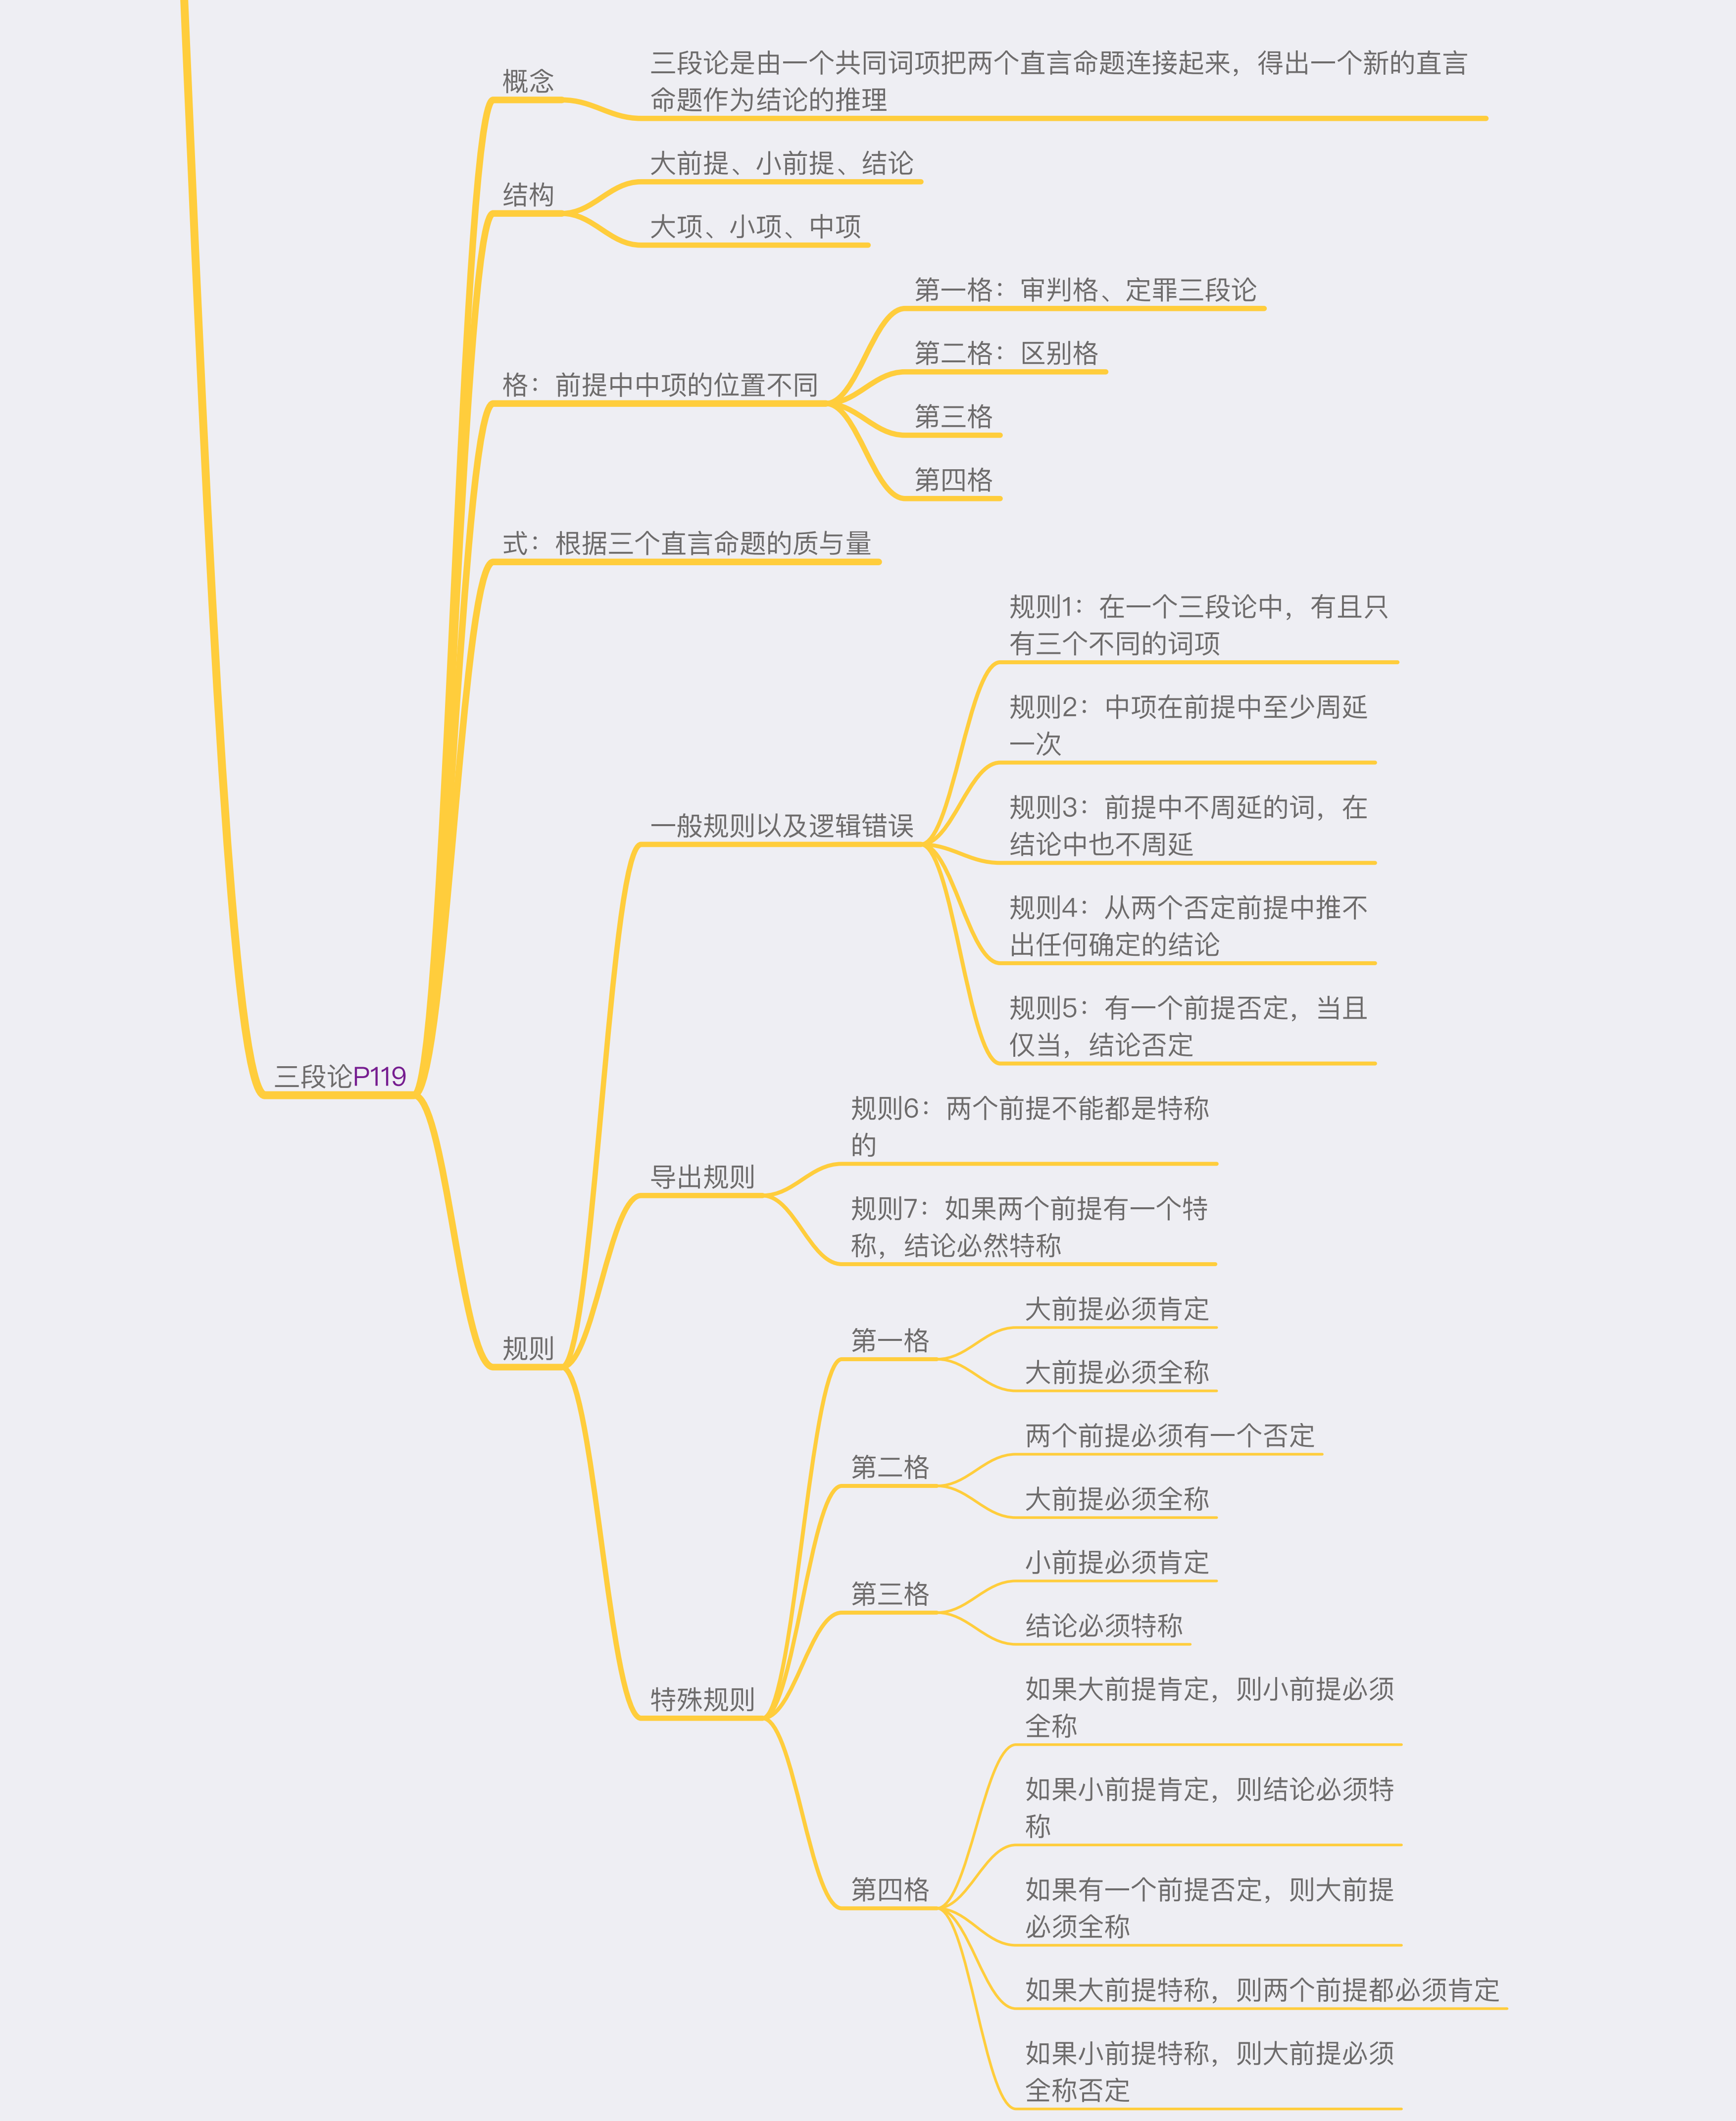 概念
三段论是由一个共同词项把两个直言命题连接起来，得出一个新的直言
命题作为结论的推理
结构
大前提、小前提、结论
大项、小项、中项
格：前提中中项的位置不同
第一格：审判格、定罪三段论
第二格：区别格
第三格
第四格
式：根据三个直言命题的质与量
三段论P119
规则
一般规则以及逻辑错误
规则1：在一个三段论中，有且只
有三个不同的词项
规则2：中项在前提中至少周延
一次
规则3：前提中不周延的词，在
结论中也不周延
规则4：从两个否定前提中推不
出任何确定的结论
规则5：有一个前提否定，当且
仅当，结论否定
导出规则
规则6：两个前提不能都是特称
的
规则7：如果两个前提有一个特
称，结论必然特称
特殊规则
第一格
大前提必须肯定
大前提必须全称
第二格
两个前提必须有一个否定
大前提必须全称
第三格
小前提必须肯定
结论必须特称
第四格
如果大前提肯定，则小前提必须
全称
如果小前提肯定，则结论必须特
称
如果有一个前提否定，则大前提
必须全称
如果大前提特称，则两个前提都必须肯定
如果小前提特称，则大前提必须
全称否定